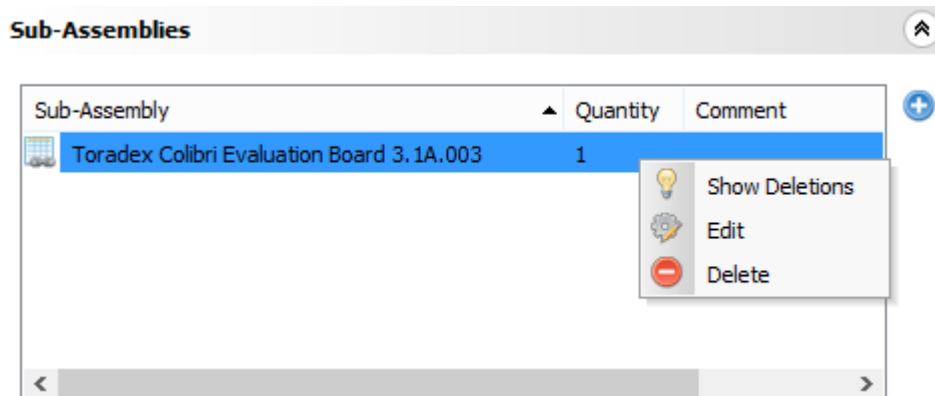 Sub-Assemblies
Sub-Assembly Quantity Comment
Toradex Colibri Evaluation Board 3.1A.003 1
Show Deletions
Edit
Delete